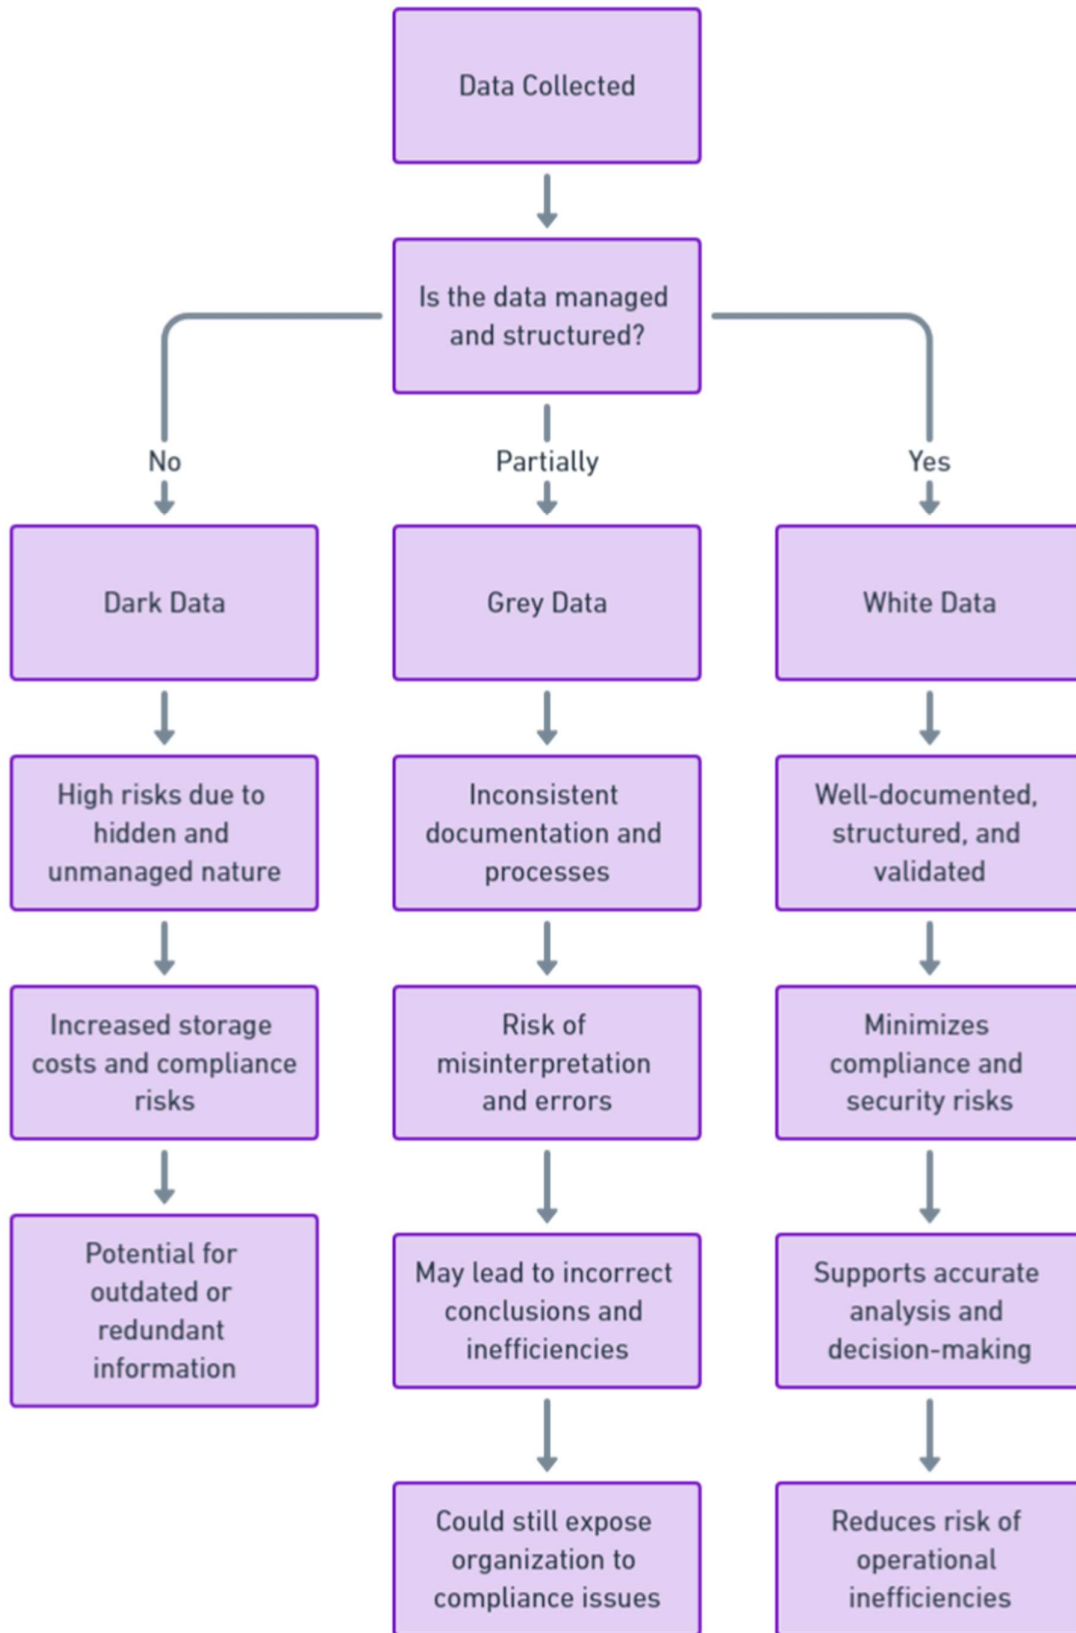 Data Collected
Is the data managed
and structured?
No
Partially
Yes
Dark Data
Grey Data
White Data
High risks due to
hidden and
unmanaged nature
Inconsistent
documentation and
processes
Well-documented,
structured, and
validated
Increased storage
costs and compliance
risks
Risk of
misinterpretation
and errors
Minimizes
compliance and
security risks
Potential for
outdated or
redundant
information
May lead to incorrect
conclusions and
inefficiencies
Supports accurate
analysis and
decision-making
Could still expose
organization to
compliance issues
Reduces risk of
operational
inefficiencies